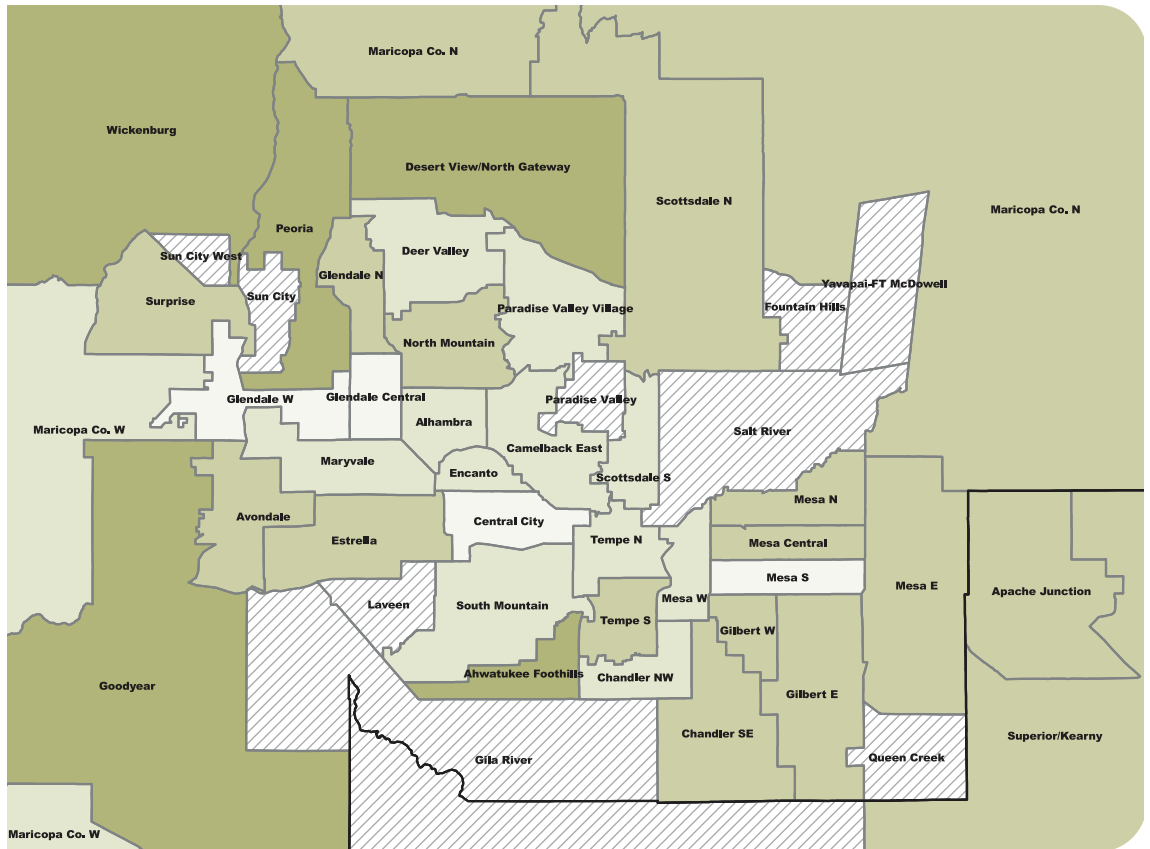 Maricopa Co. N
Wickenburg
Desert View/North Gateway
Scottsdale N
Maricopa Co. N
Peoria
Deer Valley
Sun City West
Glendale N
Yavapai-FT McDowell
Sun City
Surprise
Paradise Valley Village
Fountain Hills
North Mountain
Glendale W
Glendale Central
Paradise Valley
Alhambra
Maricopa Co. W
Salt River
Camelback East
Maryvale
Encanto
Scottsdale S
Mesa N
Avondale
Central City
Estrella
Tempe N
Mesa Central
Mesa S
Mesa E
Apache Junction
Laveen
South Mountain
Mesa W
Tempe S
Gilbert W
Ahwatukee Foothills
Chandler NW
Goodyear
Gilbert E
Chandler SE
Superior/Kearny
Gila River
Queen Creek
Maricopa Co. W